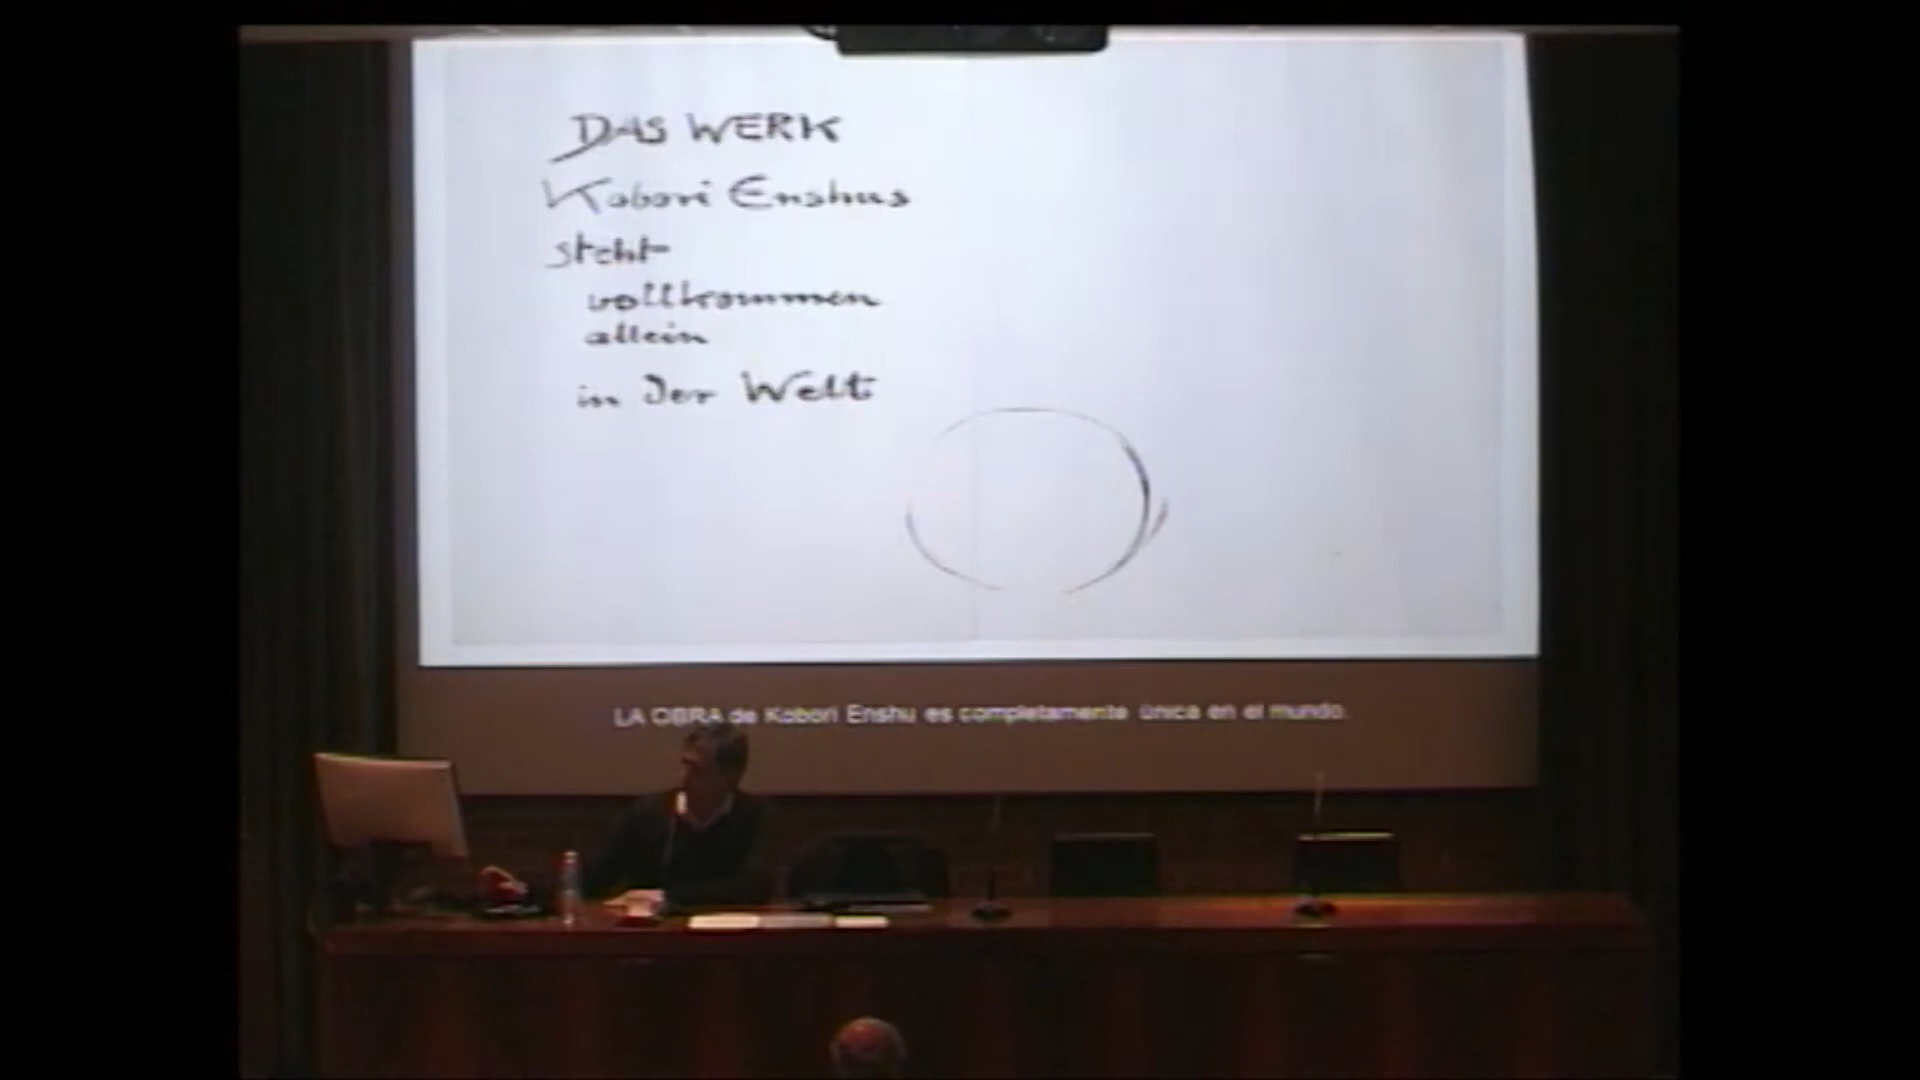 DAS WERK
Kobori Enshus
steht
vollkommen
allein
in der Welt
LA OBRA de Kobori Enshu es completamente única en el mundo.